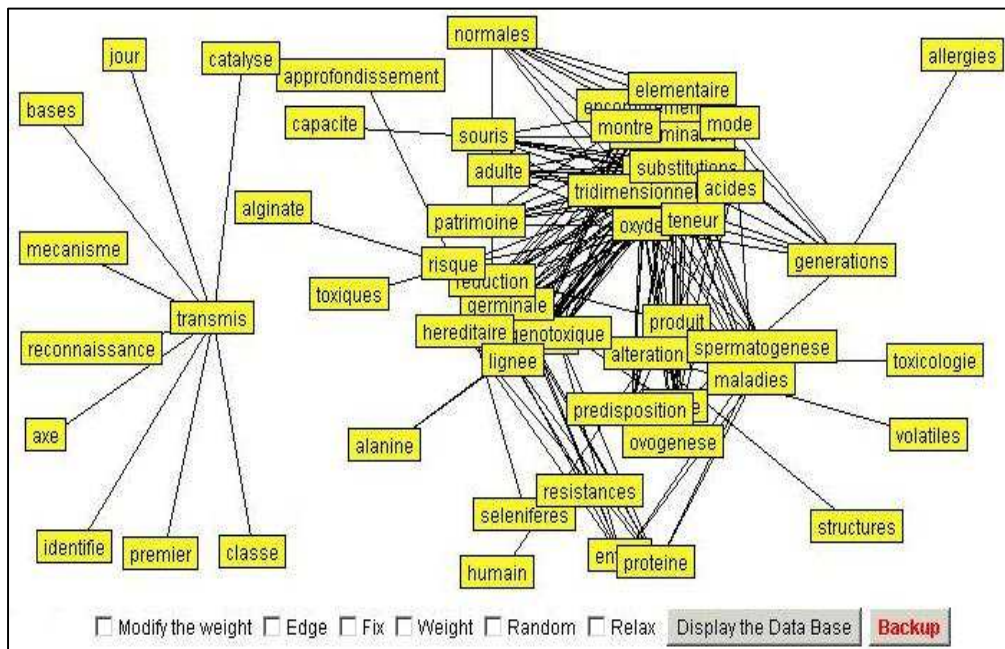 normales
jour
catalyse
allergies
approfondissement
elementaire
bases
capacite
montre
mode
souris
substitutions
adulte
tridimensionnel
acides
alginate
patrimoine
oxyde
teneur
mecanisme
risque
generations
toxiques
reduction
germinale
transmis
hereditaire
genotoxique
produit
reconnaissance
lignee
alteration
spermatogenese
toxicologie
maladies
predisposition
axe
alanine
ovogenese
volatiles
resistances
seleniferes
structures
identifie
premier
classe
humain
proteine
Modify the weight Edge Fix Weight Random Relax Display the Data Base Backup